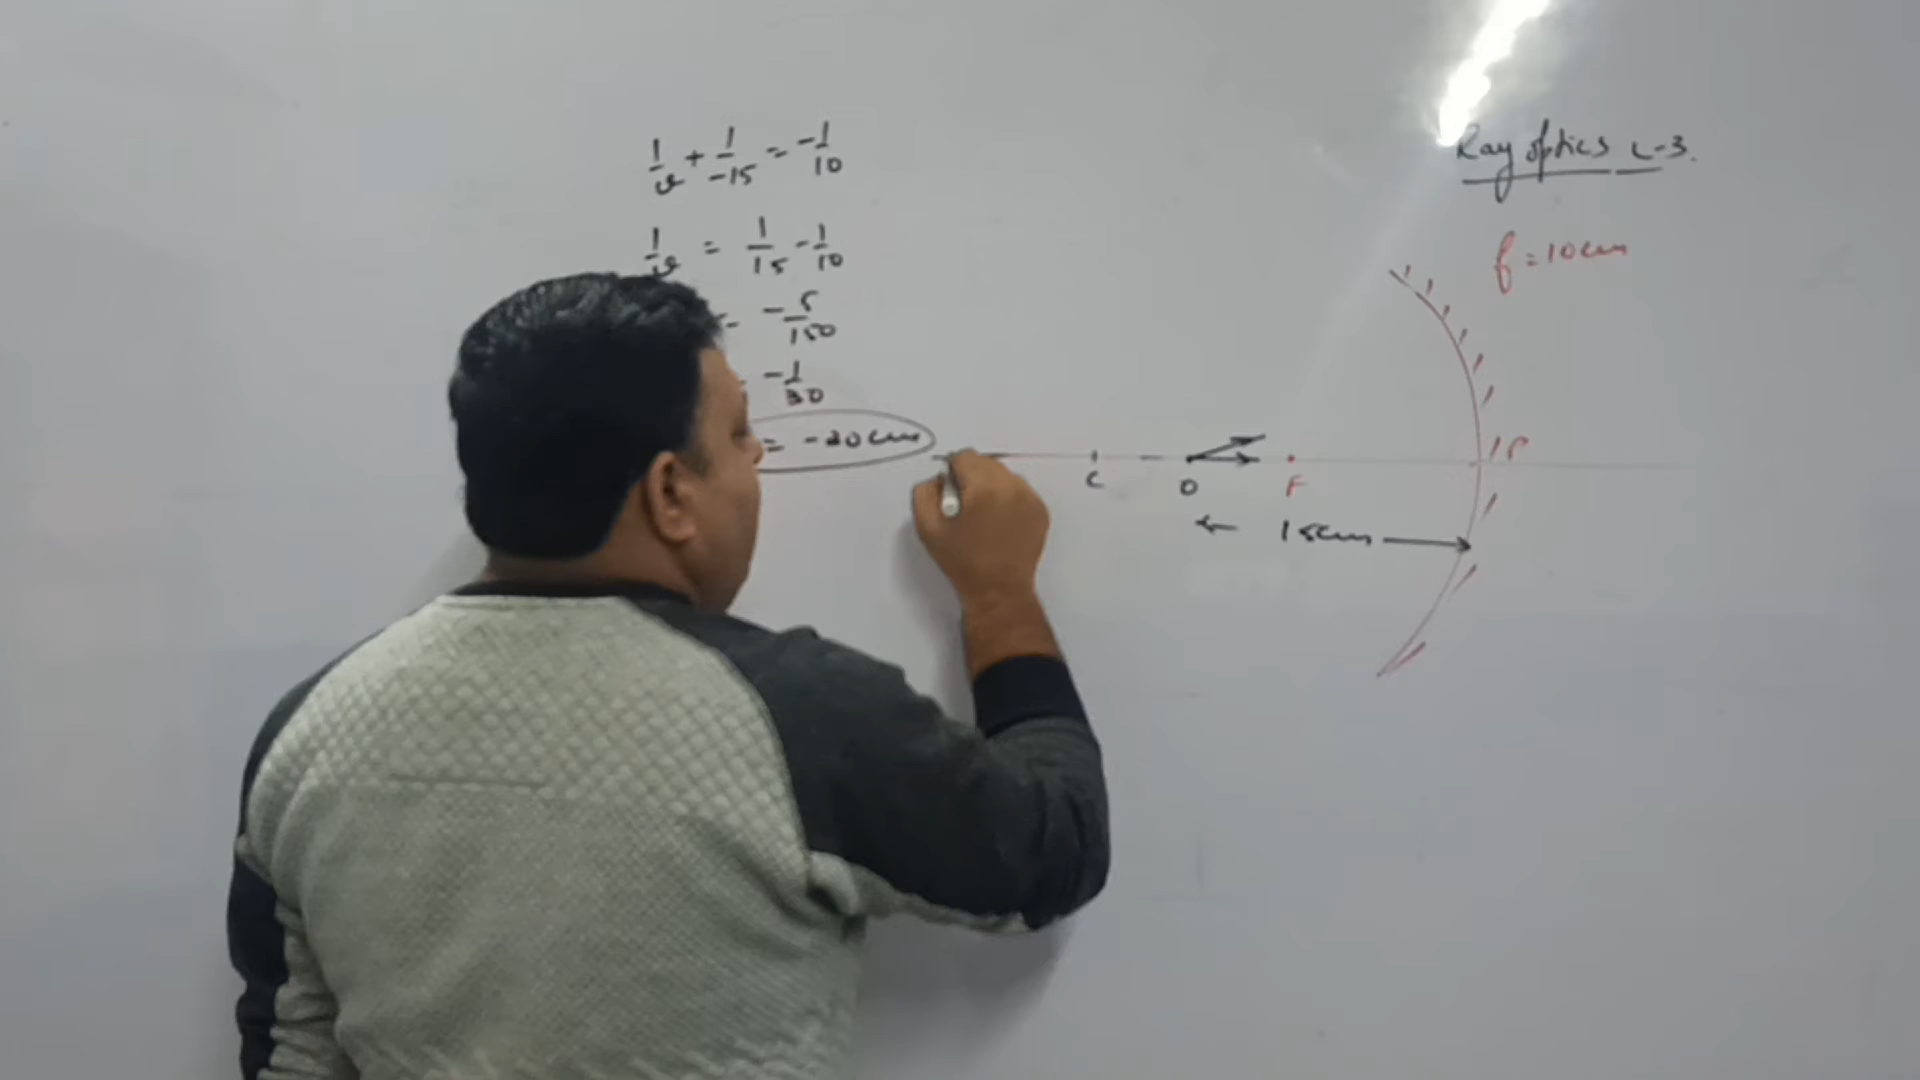 1/v + 1/-15 = -1/10
1/v = 1/15 - 1/10
= -5/150
= -1/30
= -30cm
Ray optics L-3.
f = 10cm
C O F P
15cm